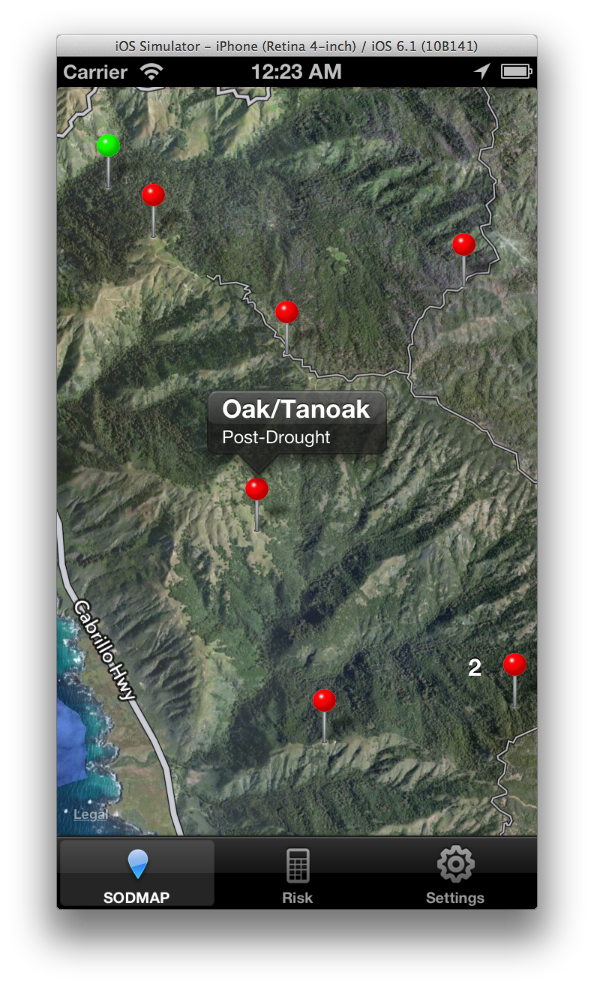 iOS Simulator – iPhone (Retina 4-inch) / iOS 6.1 (10B141)
Carrier 12:23 AM
Oak/Tanoak
Post-Drought
Cabrillo Hwy
2
Legal
SODMAP Risk Settings